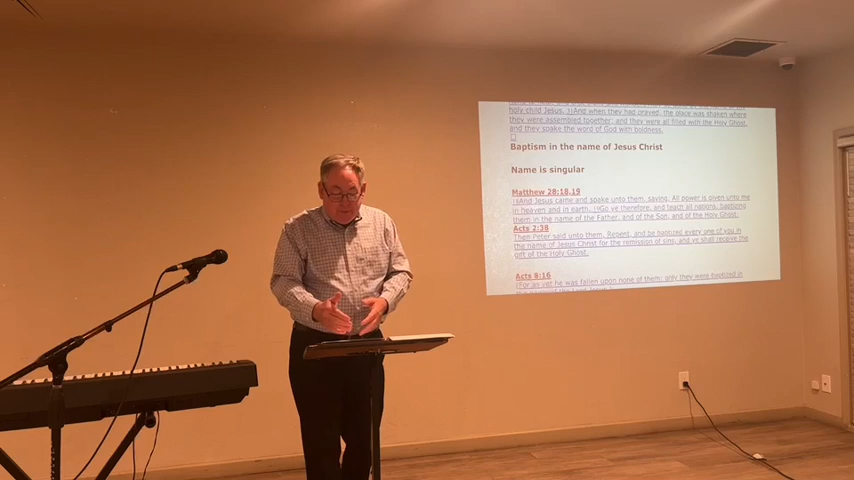 holy child Jesus. And when they had prayed, the place was shaken where
they were assembled together; and they were all filled with the Holy Ghost,
and they spake the word of God with boldness.
Baptism in the name of Jesus Christ
Name is singular
Matthew 28:18,19
And Jesus came and spake unto them, saying, All power is given unto me
in heaven and in earth. Go ye therefore, and teach all nations, baptizing
them in the name of the Father, and of the Son, and of the Holy Ghost.
Acts 2:38
Then Peter said unto them, Repent, and be baptized every one of you in
the name of Jesus Christ for the remission of sins, and ye shall receive the
gift of the Holy Ghost.
Acts 8:16
(For as yet he was fallen upon none of them: only they were baptized in